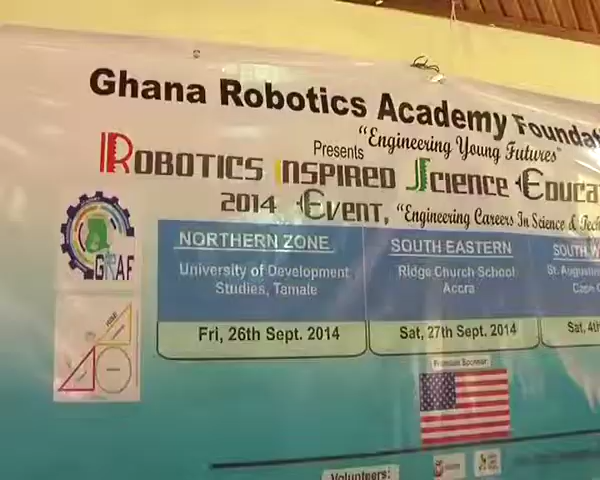 Ghana Robotics Academy Foundat
"Engineering Young Futures"
Presents
ROBOTICS INSPIRED SCIENCE EDUCA
2014 EVENT, "Engineering Careers In Science & Tech
GRAF
NORTHERN ZONE
University of Development
Studies, Tamale
Fri, 26th Sept. 2014
SOUTH EASTERN
Ridge Church School
Accra
Sat, 27th Sept. 2014
SOUTH W
St. Augustin
Cape C
Sat, 4th
Premium Sponsor:
Volunteers: